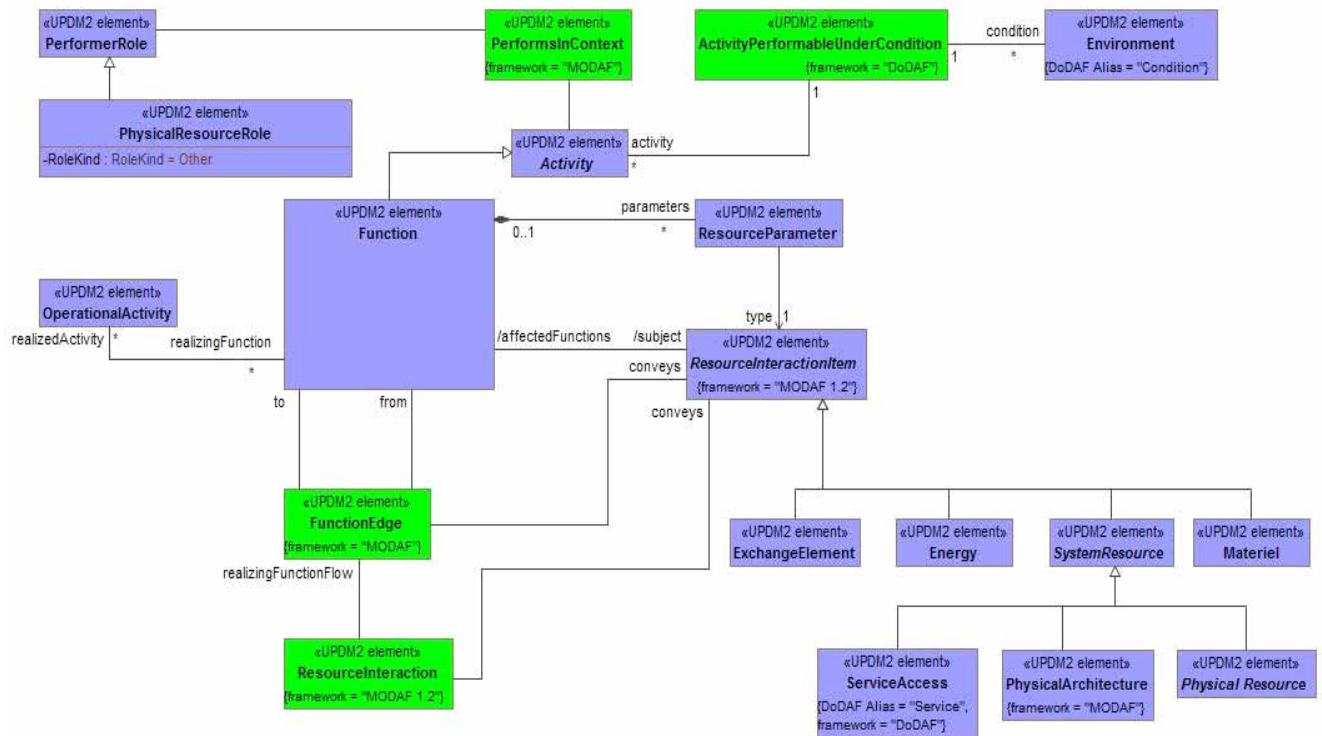 «UPDM2 element»
PerformerRole
«UPDM2 element»
PerformsInContext
{framework = "MODAF"}
«UPDM2 element»
ActivityPerformableUnderCondition
{framework = "DoDAF"}
condition
1
*
«UPDM2 element»
Environment
{DoDAF Alias = "Condition"}
1
«UPDM2 element»
PhysicalResourceRole
-RoleKind : RoleKind = Other
«UPDM2 element»
Activity
activity
*
«UPDM2 element»
Function
parameters
0..1
*
«UPDM2 element»
ResourceParameter
«UPDM2 element»
OperationalActivity
realizedActivity
*
realizingFunction
*
type
1
/affectedFunctions
/subject
«UPDM2 element»
ResourceInteractionItem
{framework = "MODAF 1.2"}
conveys
conveys
to
from
«UPDM2 element»
FunctionEdge
{framework = "MODAF"}
«UPDM2 element»
ExchangeElement
«UPDM2 element»
Energy
«UPDM2 element»
SystemResource
«UPDM2 element»
Materiel
realizingFunctionFlow
«UPDM2 element»
ResourceInteraction
{framework = "MODAF 1.2"}
«UPDM2 element»
ServiceAccess
{DoDAF Alias = "Service",
framework = "DoDAF"}
«UPDM2 element»
PhysicalArchitecture
{framework = "MODAF"}
«UPDM2 element»
Physical Resource